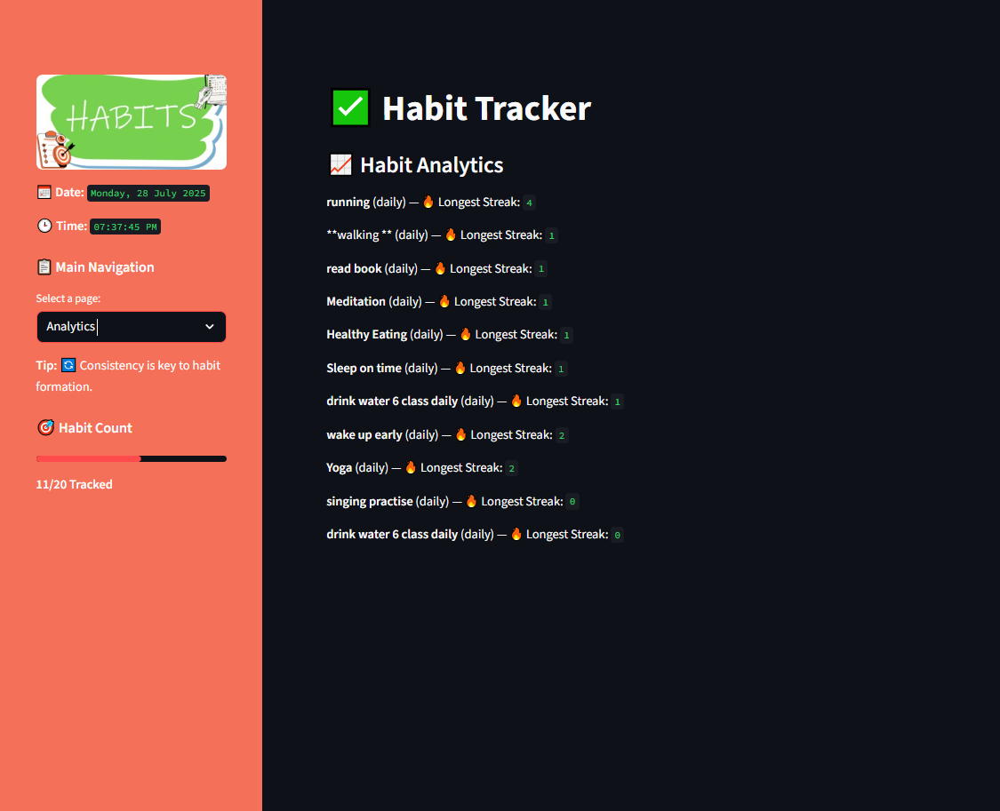 HABITS
Date: Monday, 28 July 2025
Time: 07:37:45 PM
Main Navigation
Select a page:
Analytics
Tip: Consistency is key to habit
formation.
Habit Count
11/20 Tracked
Habit Tracker
Habit Analytics
running (daily) — 🔥 Longest Streak: 4
**walking ** (daily) — 🔥 Longest Streak: 1
read book (daily) — 🔥 Longest Streak: 1
Meditation (daily) — 🔥 Longest Streak: 1
Healthy Eating (daily) — 🔥 Longest Streak: 1
Sleep on time (daily) — 🔥 Longest Streak: 1
drink water 6 class daily (daily) — 🔥 Longest Streak: 1
wake up early (daily) — 🔥 Longest Streak: 2
Yoga (daily) — 🔥 Longest Streak: 2
singing practise (daily) — 🔥 Longest Streak: 0
drink water 6 class daily (daily) — 🔥 Longest Streak: 0